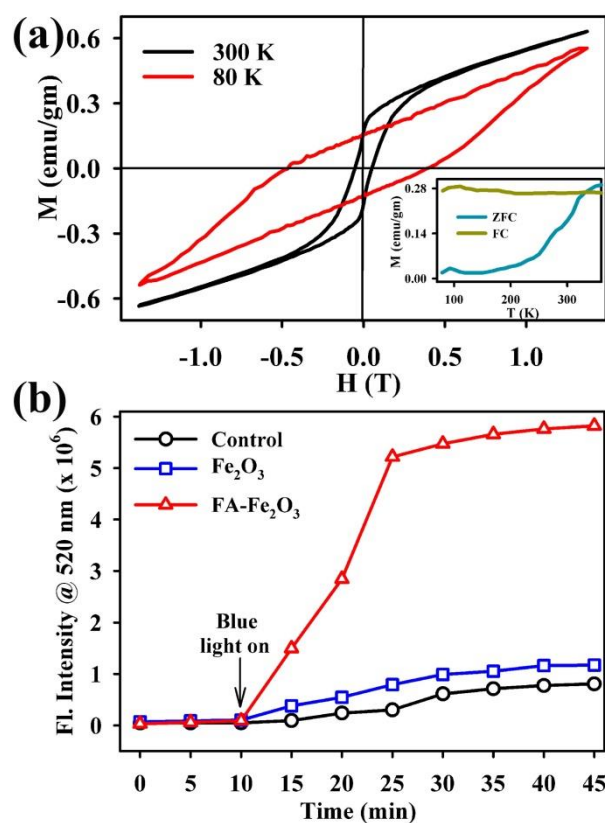 (a)
0.6
0.3
0.0
-0.3
-0.6
M (emu/gm)
300 K
80 K
-1.0 -0.5 0.0 0.5 1.0
H (T)
0.28
0.14
0.00
M (emu/gm)
ZFC
FC
100 200 300
T (K)
(b)
6
5
4
3
2
1
0
Fl. Intensity @ 520 nm (x 10⁶)
Control
Fe₂O₃
FA-Fe₂O₃
Blue
light on
0 5 10 15 20 25 30 35 40 45
Time (min)